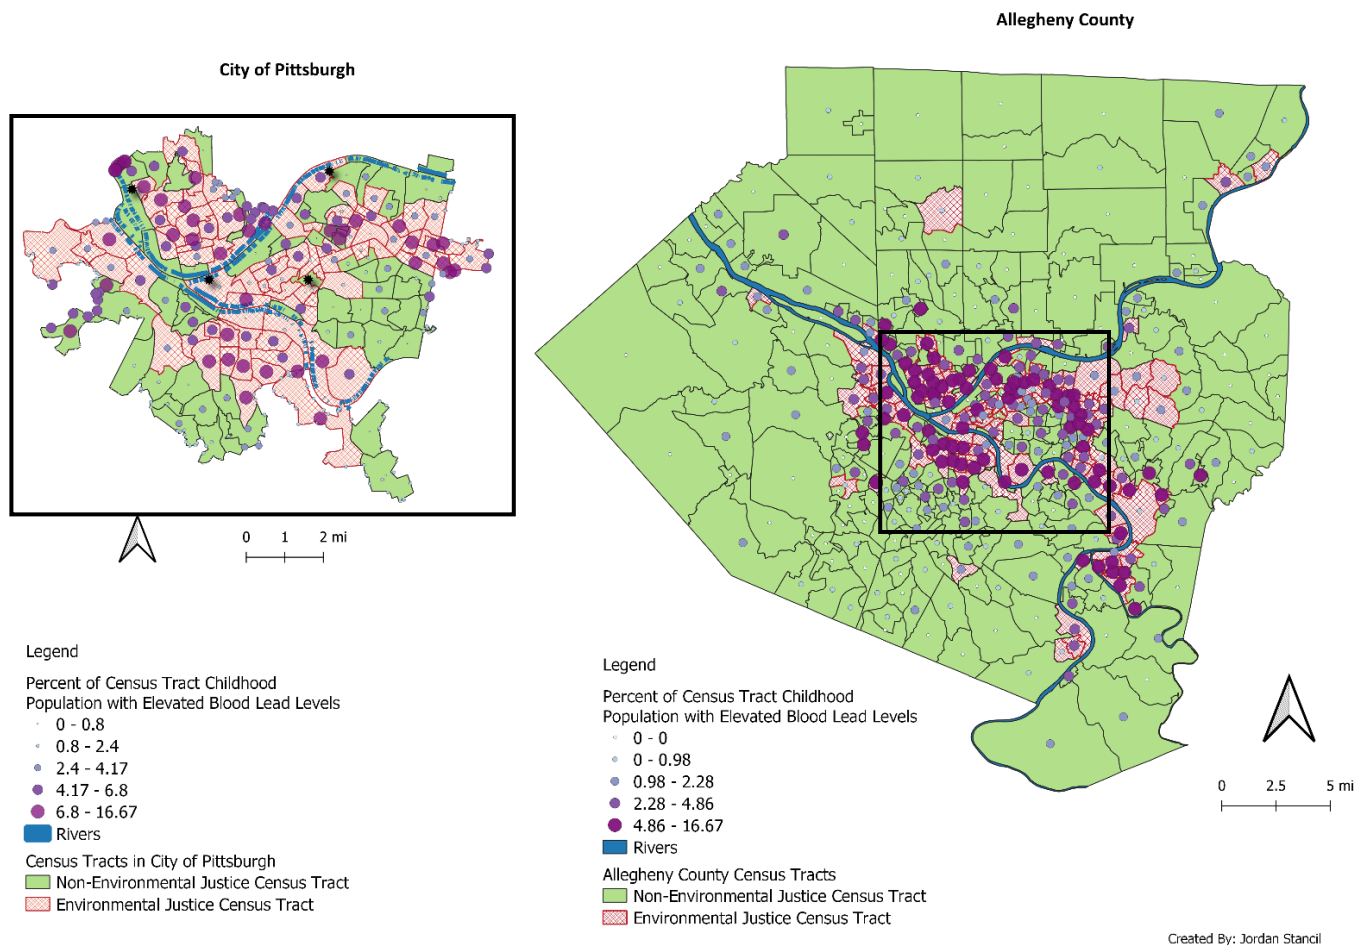 Allegheny County
City of Pittsburgh
0 1 2 mi
Legend
Percent of Census Tract Childhood
Population with Elevated Blood Lead Levels
0 - 0.8
0.8 - 2.4
2.4 - 4.17
4.17 - 6.8
6.8 - 16.67
Rivers
Census Tracts in City of Pittsburgh
Non-Environmental Justice Census Tract
Environmental Justice Census Tract
Legend
Percent of Census Tract Childhood
Population with Elevated Blood Lead Levels
0 - 0
0 - 0.98
0.98 - 2.28
2.28 - 4.86
4.86 - 16.67
Rivers
Allegheny County Census Tracts
Non-Environmental Justice Census Tract
Environmental Justice Census Tract
0 2.5 5 mi
Created By: Jordan Stancil